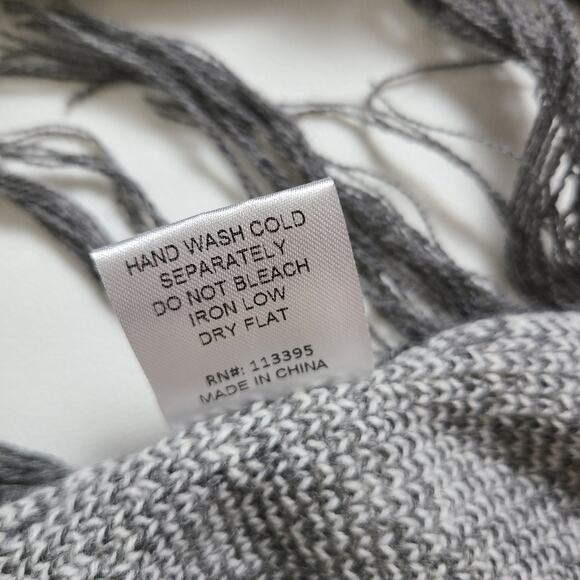 HAND WASH COLD
SEPARATELY
DO NOT BLEACH
IRON LOW
DRY FLAT
RN#: 113395
MADE IN CHINA